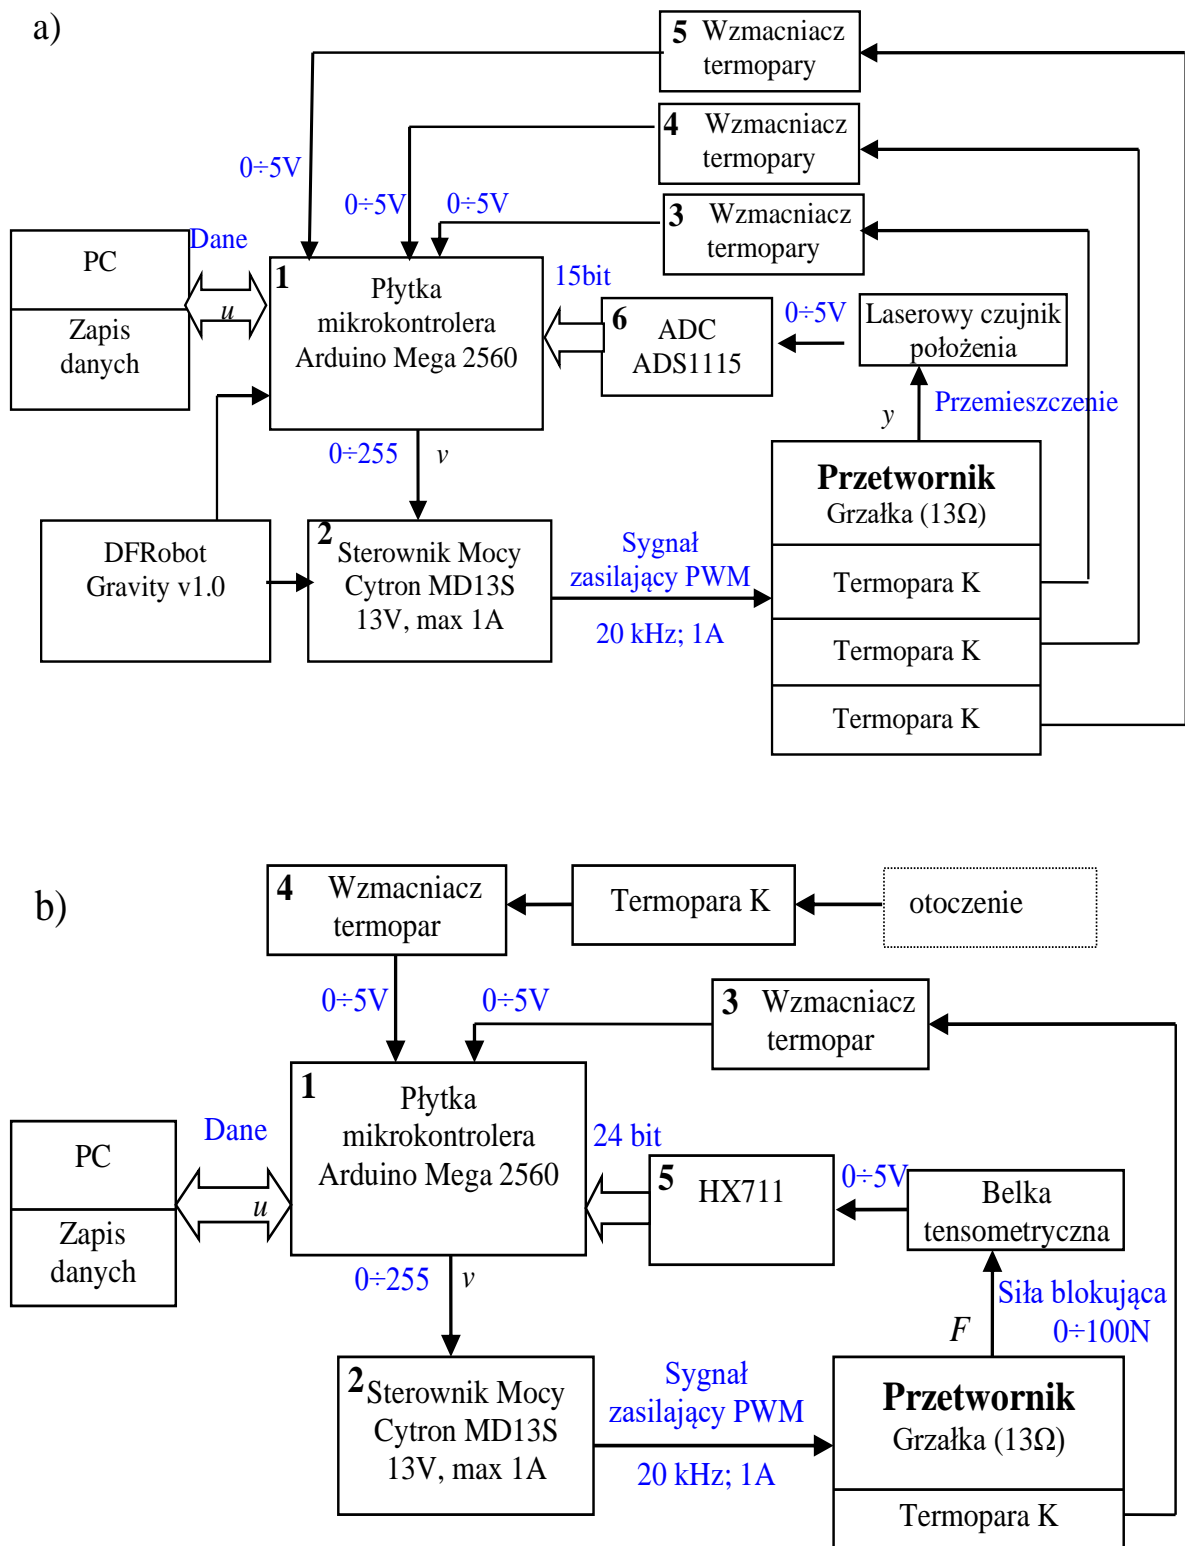 a)
5 Wzmacniacz
termopary
4 Wzmacniacz
termopary
0÷5V
0÷5V
0÷5V
3 Wzmacniacz
termopary
PC
Zapis
danych
Dane
u
1
Płytka
mikrokontrolera
Arduino Mega 2560
15bit
6 ADC
ADS1115
0÷5V
Laserowy czujnik
położenia
y
Przemieszczenie
0÷255
v
DFRobot
Gravity v1.0
2
Sterownik Mocy
Cytron MD13S
13V, max 1A
Sygnał
zasilający PWM
20 kHz; 1A
Przetwornik
Grzałka (13Ω)
Termopara K
Termopara K
Termopara K
b)
4 Wzmacniacz
termopar
Termopara K
otoczenie
0÷5V
0÷5V
3 Wzmacniacz
termopar
PC
Zapis
danych
Dane
u
1
Płytka
mikrokontrolera
Arduino Mega 2560
24 bit
5 HX711
0÷5V
Belka
tensometryczna
Siła blokująca
0÷100N
F
0÷255
v
2
Sterownik Mocy
Cytron MD13S
13V, max 1A
Sygnał
zasilający PWM
20 kHz; 1A
Przetwornik
Grzałka (13Ω)
Termopara K